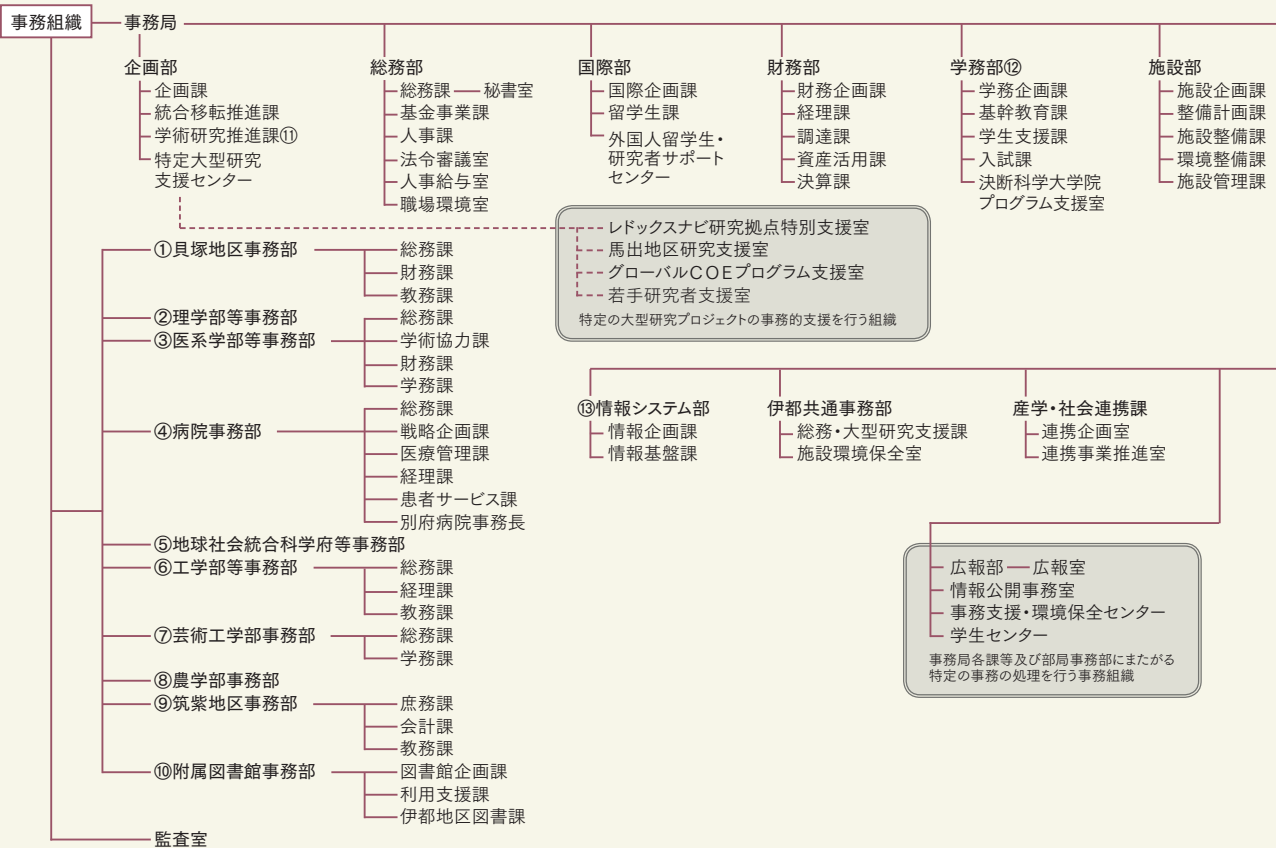 事務組織
事務局
企画部
企画課
統合移転推進課
学術研究推進課⑪
特定大型研究
支援センター
総務部
総務課
秘書室
基金事業課
人事課
法令審議室
人事給与室
職場環境室
国際部
国際企画課
留学生課
外国人留学生・
研究者サポート
センター
財務部
財務企画課
経理課
調達課
資産活用課
決算課
学務部⑫
学務企画課
基幹教育課
学生支援課
入試課
決断科学大学院
プログラム支援室
施設部
施設企画課
整備計画課
施設整備課
環境整備課
施設管理課
レドックスナビ研究拠点特別支援室
馬出地区研究支援室
グローバルCOEプログラム支援室
若手研究者支援室
特定の大型研究プロジェクトの事務的支援を行う組織
①貝塚地区事務部
総務課
財務課
教務課
②理学部等事務部
③医系学部等事務部
総務課
学術協力課
財務課
学務課
④病院事務部
総務課
戦略企画課
医療管理課
経理課
患者サービス課
別府病院事務長
⑤地球社会統合科学府等事務部
⑥工学部等事務部
総務課
経理課
教務課
⑦芸術工学部事務部
総務課
学務課
⑧農学部事務部
⑨筑紫地区事務部
庶務課
会計課
教務課
⑩附属図書館事務部
図書館企画課
利用支援課
伊都地区図書課
監査室
⑬情報システム部
情報企画課
情報基盤課
伊都共通事務部
総務・大型研究支援課
施設環境保全室
産学・社会連携課
連携企画室
連携事業推進室
広報部
広報室
情報公開事務室
事務支援・環境保全センター
学生センター
事務局各課等及び部局事務部にまたがる
特定の事務の処理を行う事務組織